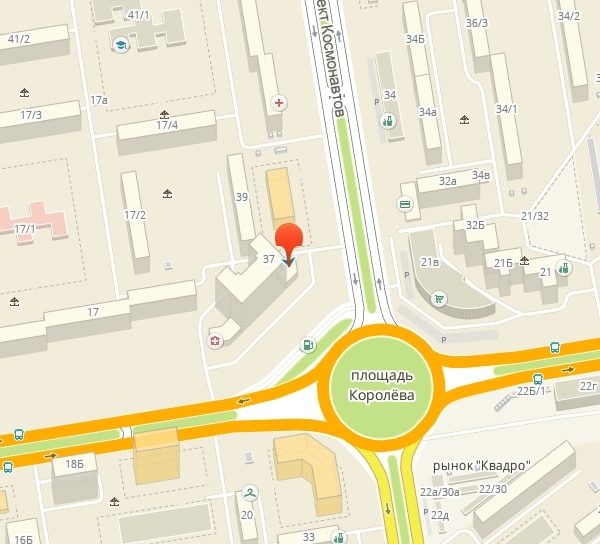 41/1
34/2
36/3
41/2
34Б
ект Космонавтов
34
17а
17/3
34а
34/1
17/4
34в
32а
39
17/2
21/32
32Б
17/1
37
21в
21Б
21
17
площадь
Королёва
22г
22Б/1
рынок "Квадро"
18Б
22а/30а
22/30
20
22д
33
16Б
Р
Р
Р
Р